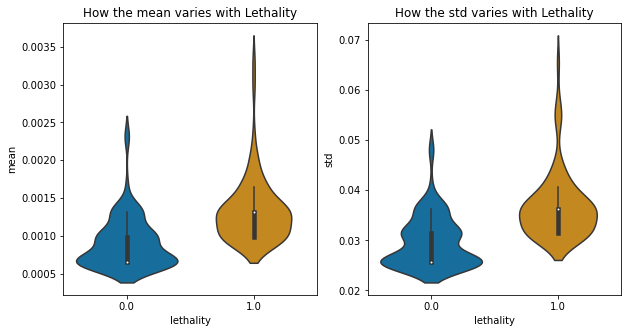 How the mean varies with Lethality
0.0035
0.0030
0.0025
0.0020
0.0015
0.0010
0.0005
mean
0.0
1.0
lethality
How the std varies with Lethality
0.07
0.06
0.05
0.04
0.03
0.02
std
0.0
1.0
lethality